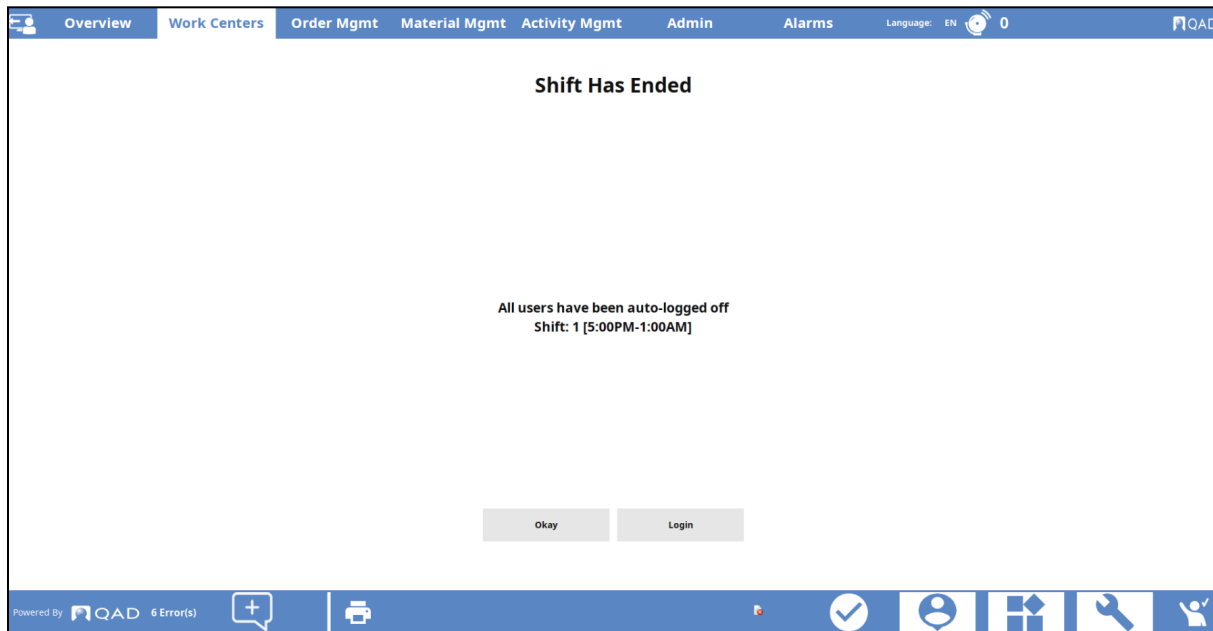 Overview Work Centers Order Mgmt Material Mgmt Activity Mgmt Admin Alarms Language: EN 0 QAD
Shift Has Ended
All users have been auto-logged off
Shift: 1 [5:00PM-1:00AM]
Okay Login
Powered By QAD 6 Error(s)